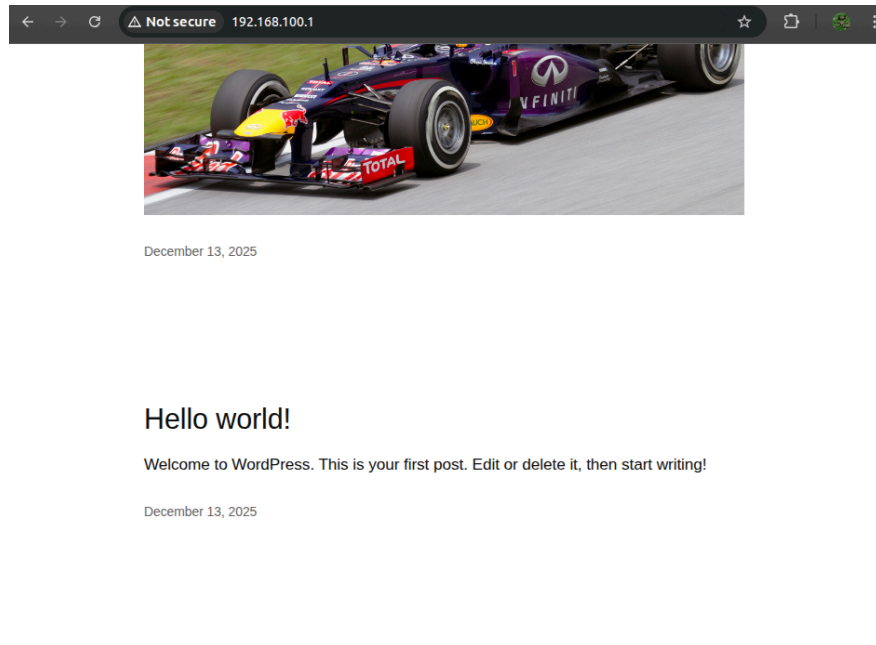 Not secure 192.168.100.1
INFINITI
TOTAL
TOTAL
December 13, 2025
Hello world!
Welcome to WordPress. This is your first post. Edit or delete it, then start writing!
December 13, 2025